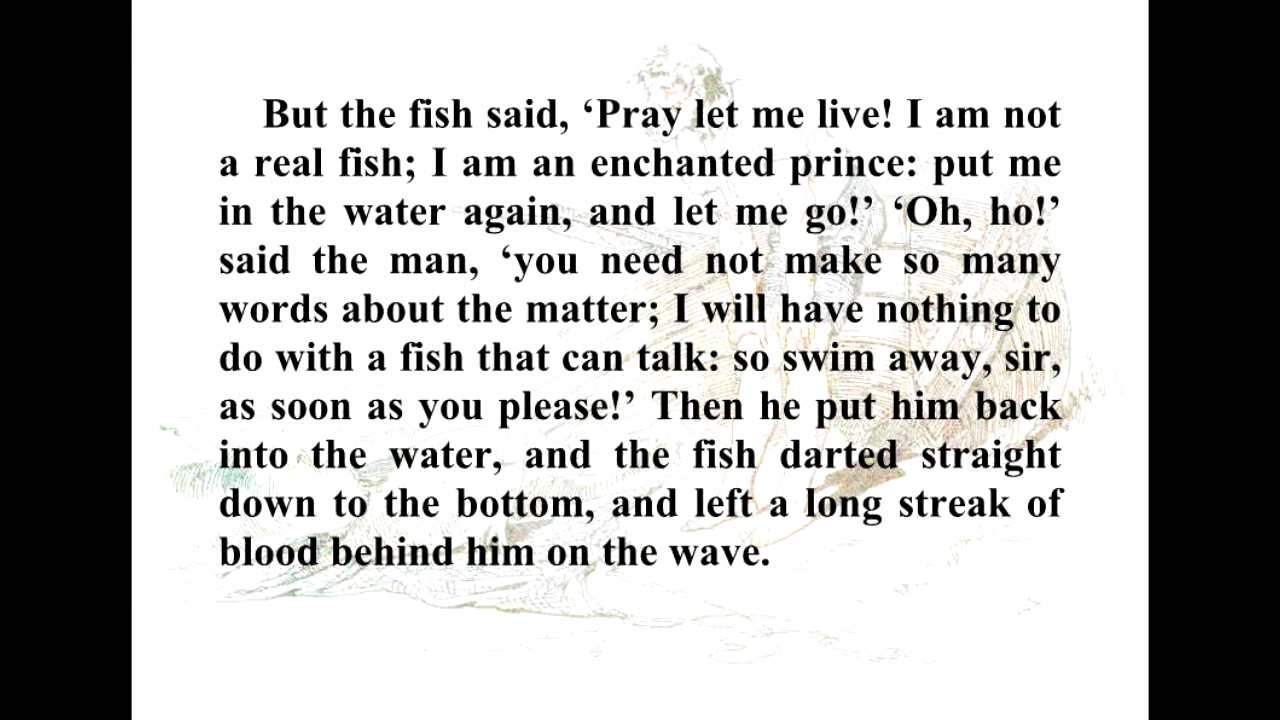 But the fish said, ‘Pray let me live! I am not
a real fish; I am an enchanted prince: put me
in the water again, and let me go!’ ‘Oh, ho!’
said the man, ‘you need not make so many
words about the matter; I will have nothing to
do with a fish that can talk: so swim away, sir,
as soon as you please!’ Then he put him back
into the water, and the fish darted straight
down to the bottom, and left a long streak of
blood behind him on the wave.